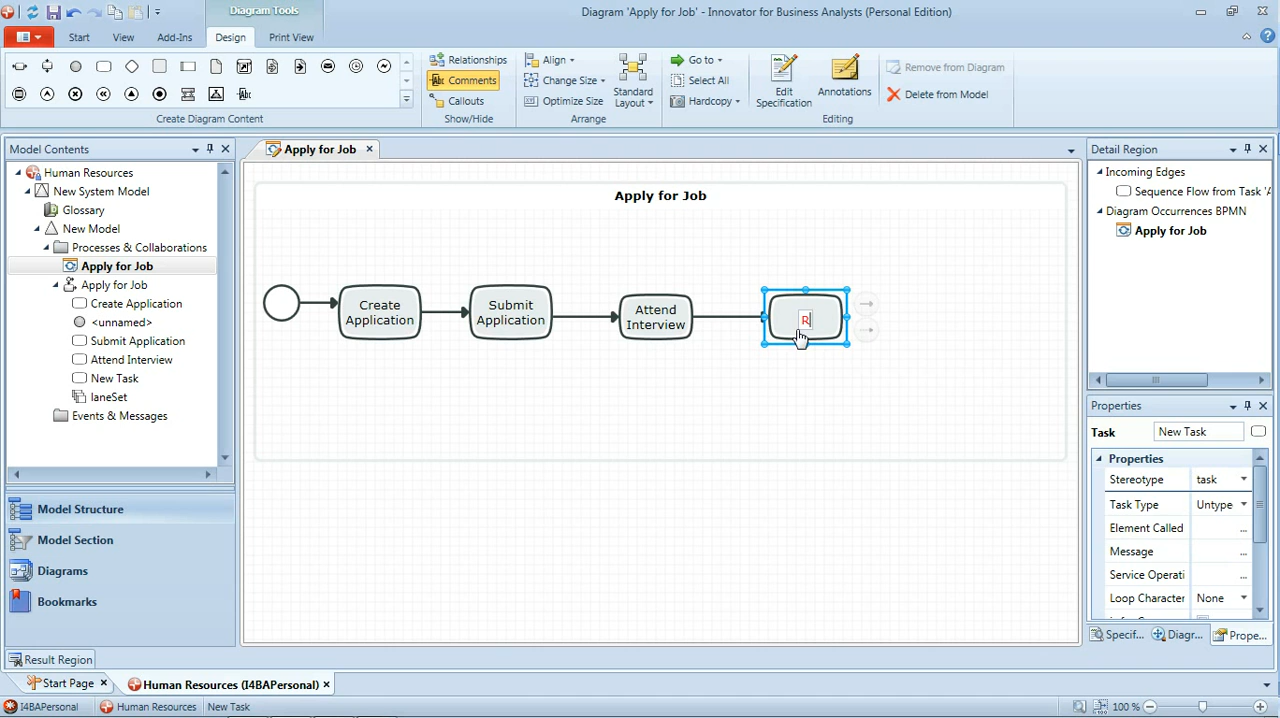 Diagram Tools
Diagram 'Apply for Job' - Innovator for Business Analysts (Personal Edition)
Start View Add-Ins Design Print View
Relationships
Comments
Callouts
Align
Change Size
Optimize Size
Standard
Layout
Go to
Select All
Hardcopy
Edit
Specification
Annotations
Remove from Diagram
Delete from Model
Create Diagram Content Show/Hide Arrange Editing
Model Contents
Human Resources
New System Model
Glossary
New Model
Processes & Collaborations
Apply for Job
Apply for Job
Create Application
<unnamed>
Submit Application
Attend Interview
New Task
laneSet
Events & Messages
Model Structure
Model Section
Diagrams
Bookmarks
Apply for Job
Apply for Job
Create
Application
Submit
Application
Attend
Interview
R
Detail Region
Incoming Edges
Sequence Flow from Task 'A
Diagram Occurrences BPMN
Apply for Job
Properties
Task New Task
Properties
Stereotype task
Task Type Untype
Element Called ...
Message ...
Service Operati ...
Loop Character None
Specif... Diagr... Prope...
Result Region
Start Page Human Resources (I4BAPersonal)
I4BAPersonal Human Resources New Task 100 %